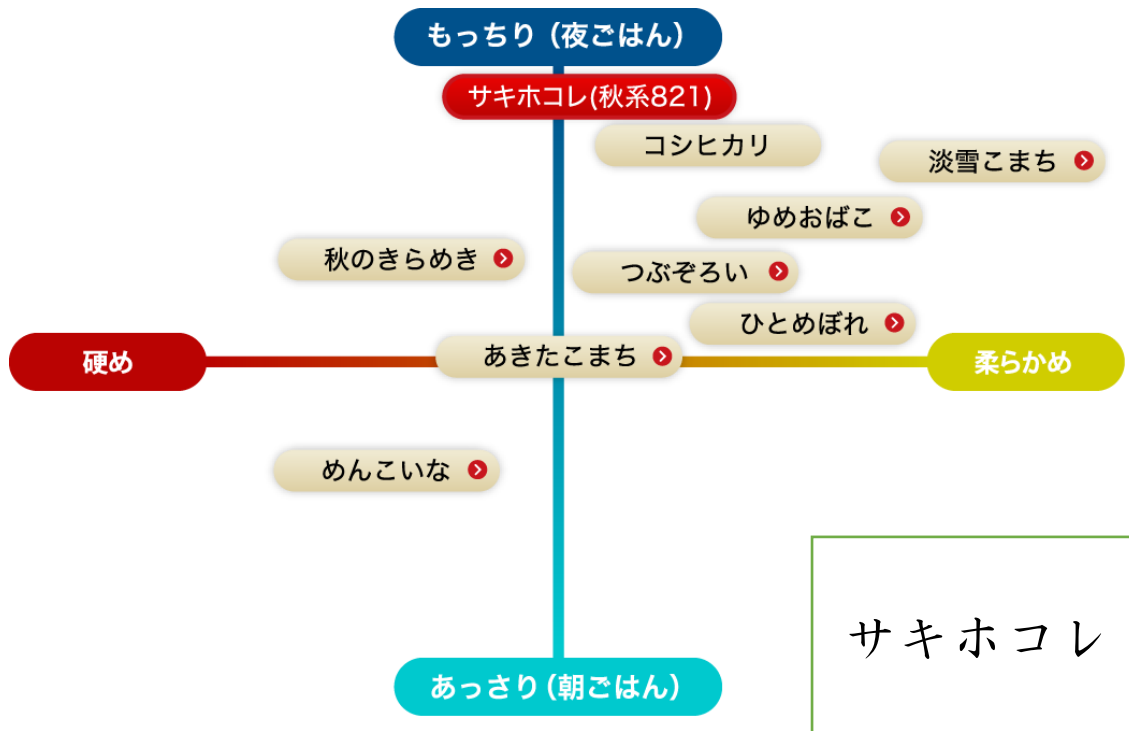 もっちり（夜ごはん）
サキホコレ(秋系821)
コシヒカリ
淡雪こまち
ゆめおばこ
秋のきらめき
つぶぞろい
ひとめぼれ
硬め
あきたこまち
柔らかめ
めんこいな
サキホコレ
あっさり（朝ごはん）